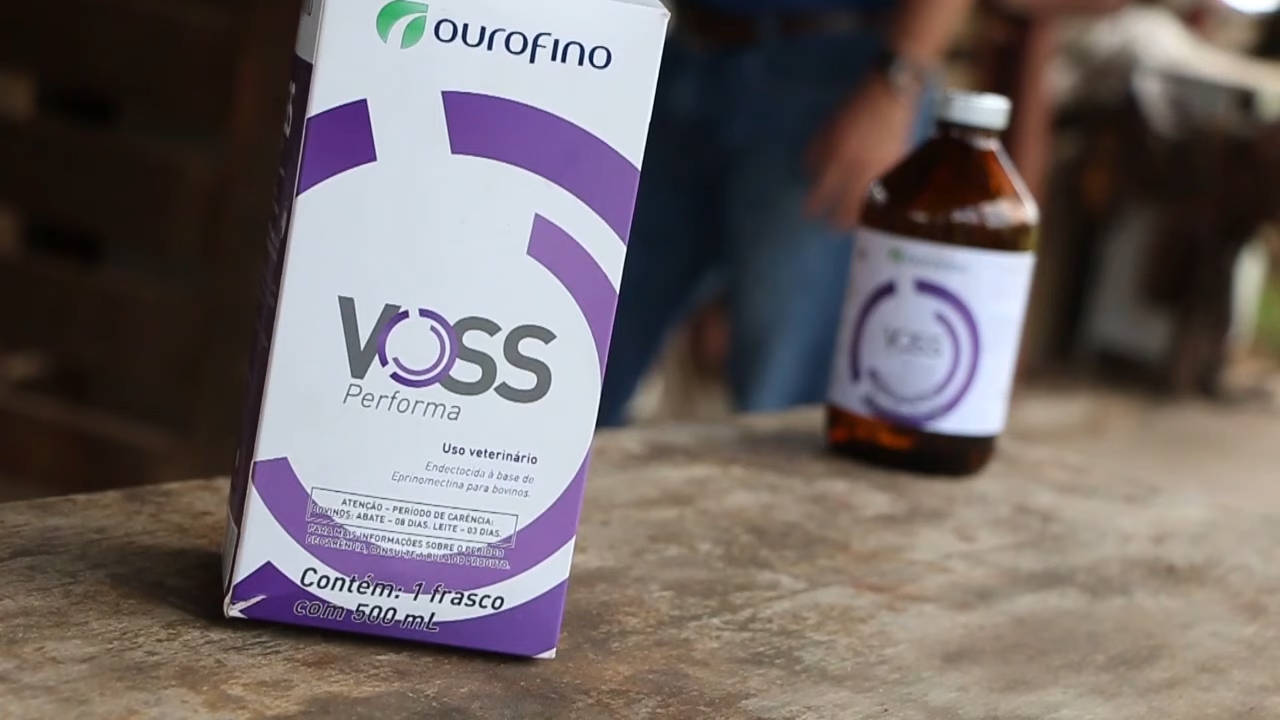 ourofino
VOSS
Performa
Uso veterinário
Endectocida à base de
Eprinomectina para bovinos.
ATENÇÃO - PERÍODO DE CARÊNCIA:
BOVINOS: ABATE - 08 DIAS. LEITE - 03 DIAS.
PARA MAIS INFORMAÇÕES SOBRE O PERÍODO
DE CARÊNCIA, CONSULTE A BULA DO PRODUTO.
Contém: 1 frasco
com 500 mL
VOSS